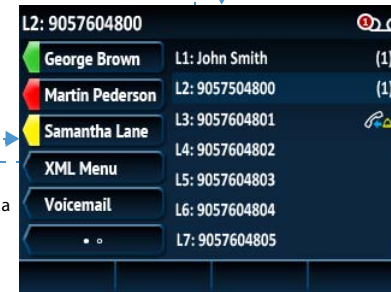 L2: 9057604800
1
George Brown
L1: John Smith (1)
Martin Pederson
L2: 9057504800 (1)
Samantha Lane
L3: 9057604801
L4: 9057604802
XML Menu
L5: 9057604803
a
Voicemail
L6: 9057604804
L7: 9057604805